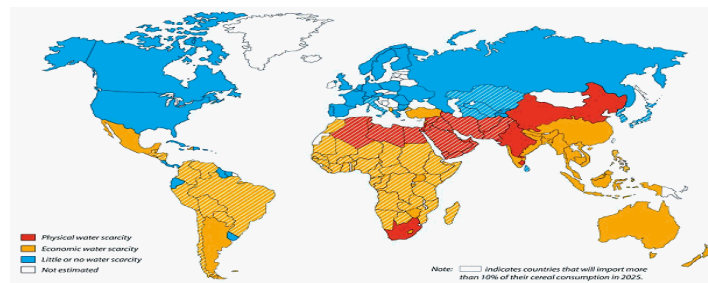 Physical water scarcity
Economic water scarcity
Little or no water scarcity
Not estimated
Note: indicates countries that will import more
than 10% of their cereal consumption in 2025.